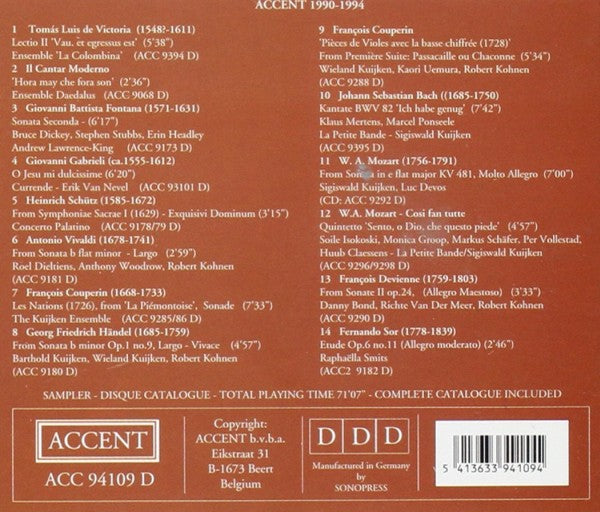 ACCENT 1990-1994
1 Tomás Luis de Victoria (1548?-1611)
Lectio II 'Vau, et egressus est' (5'38")
Ensemble 'La Colombina' (ACC 9394 D)
2 Il Cantar Moderno
'Hora may che fora son' (2'36")
Ensemble Daedalus (ACC 9068 D)
3 Giovanni Battista Fontana (1571-1631)
Sonata Seconda - (6'17")
Bruce Dickey, Stephen Stubbs, Erin Headley
Andrew Lawrence-King (ACC 9173 D)
4 Giovanni Gabrieli (ca.1555-1612)
O Jesu mi dulcissime (6'20")
Currende - Erik Van Nevel (ACC 93101 D)
5 Heinrich Schütz (1585-1672)
From Symphoniae Sacrae I (1629) - Exquisivi Dominum (3'15")
Concerto Palatino (ACC 9178/79 D)
6 Antonio Vivaldi (1678-1741)
From Sonata b flat minor - Largo (2'59")
Roel Dieltiens, Anthony Woodrow, Robert Kohnen
(ACC 9181 D)
7 François Couperin (1668-1733)
Les Nations (1726), from 'La Piémontoise', Sonade (7'33")
The Kuijken Ensemble (ACC 9285/86 D)
8 Georg Friedrich Händel (1685-1759)
From Sonata b minor Op.1 no.9, Largo - Vivace (4'57")
Barthold Kuijken, Wieland Kuijken, Robert Kohnen
(ACC 9180 D)
9 François Couperin
'Pièces de Violes avec la basse chiffrée (1728)'
From Première Suite: Passacaille ou Chaconne (5'34")
Wieland Kuijken, Kaori Uemura, Robert Kohnen
(ACC 9288 D)
10 Johann Sebastian Bach ((1685-1750)
Kantate BWV 82 'Ich habe genug' (7'42")
Klaus Mertens, Marcel Ponseele
La Petite Bande - Sigiswald Kuijken
(ACC 9395 D)
11 W. A. Mozart (1756-1791)
From Sonata in e flat major KV 481, Molto Allegro (7'00")
Sigiswald Kuijken, Luc Devos
(CD: ACC 9292 D)
12 W.A. Mozart - Cosi fan tutte
Quintetto 'Sento, o Dio, che questo piede' (4'57")
Soile Isokoski, Monica Groop, Markus Schäfer, Per Vollestad,
Huub Claessens - La Petite Bande/Sigiswald Kuijken
(ACC 9296/9298 D)
13 François Devienne (1759-1803)
From Sonate II op.24, (Allegro Maestoso) (3'33")
Danny Bond, Richte Van Der Meer, Robert Kohnen
(ACC 9290 D)
14 Fernando Sor (1778-1839)
Etude Op.6 no.11 (Allegro moderato) (2'46")
Raphaëlla Smits
(ACC2 9182 D)
SAMPLER - DISQUE CATALOGUE - TOTAL PLAYING TIME 71'07" - COMPLETE CATALOGUE INCLUDED
ACCENT
ACC 94109 D
Copyright:
ACCENT b.v.b.a.
Eikstraat 31
B-1673 Beert
Belgium
D D D
Manufactured in Germany
by
SONOPRESS
5 413633 941094